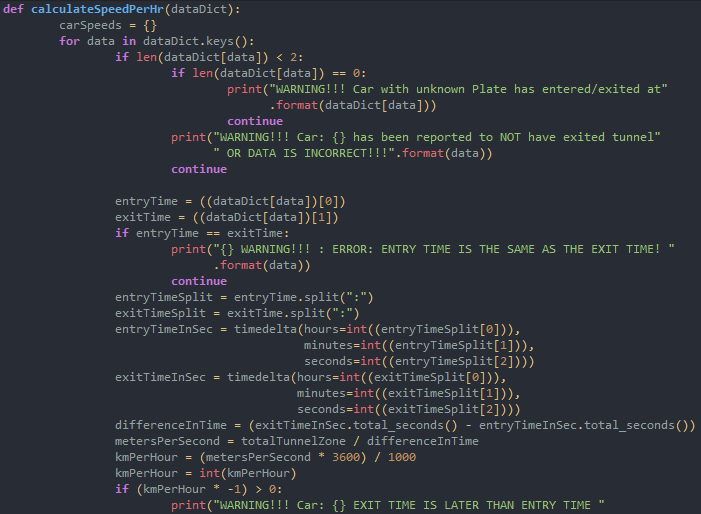 def calculateSpeedPerHr(dataDict):
        carSpeeds = {}
        for data in dataDict.keys():
                if len(dataDict[data]) < 2:
                        if len(dataDict[data]) == 0:
                                print("WARNING!!! Car with unknown Plate has entered/exited at"
                                      .format(dataDict[data]))
                                continue
                        print("WARNING!!! Car: {} has been reported to NOT have exited tunnel"
                              " OR DATA IS INCORRECT!!!".format(data))
                        continue

                entryTime = ((dataDict[data])[0])
                exitTime = ((dataDict[data])[1])
                if entryTime == exitTime:
                        print("{} WARNING!!! : ERROR: ENTRY TIME IS THE SAME AS THE EXIT TIME! "
                              .format(data))
                        continue
                entryTimeSplit = entryTime.split(":")
                exitTimeSplit = exitTime.split(":")
                entryTimeInSec = timedelta(hours=int((entryTimeSplit[0])),
                                           minutes=int((entryTimeSplit[1])),
                                           seconds=int((entryTimeSplit[2])))
                exitTimeInSec = timedelta(hours=int((exitTimeSplit[0])),
                                          minutes=int((exitTimeSplit[1])),
                                          seconds=int((exitTimeSplit[2])))
                differenceInTime = (exitTimeInSec.total_seconds() - entryTimeInSec.total_seconds())
                metersPerSecond = totalTunnelZone / differenceInTime
                kmPerHour = (metersPerSecond * 3600) / 1000
                kmPerHour = int(kmPerHour)
                if (kmPerHour * -1) > 0:
                        print("WARNING!!! Car: {} EXIT TIME IS LATER THAN ENTRY TIME "